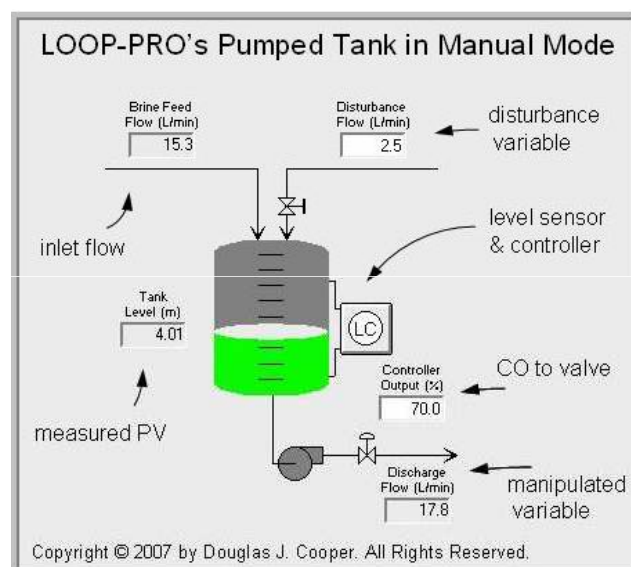 LOOP-PRO's Pumped Tank in Manual Mode
Brine Feed
Flow (L/min)
15.3
Disturbance
Flow (L/min)
2.5
disturbance
variable
inlet flow
level sensor
& controller
Tank
Level (m)
4.01
LC
measured PV
Controller
Output (%)
70.0
CO to valve
Discharge
Flow (L/min)
17.8
manipulated
variable
Copyright © 2007 by Douglas J. Cooper. All Rights Reserved.